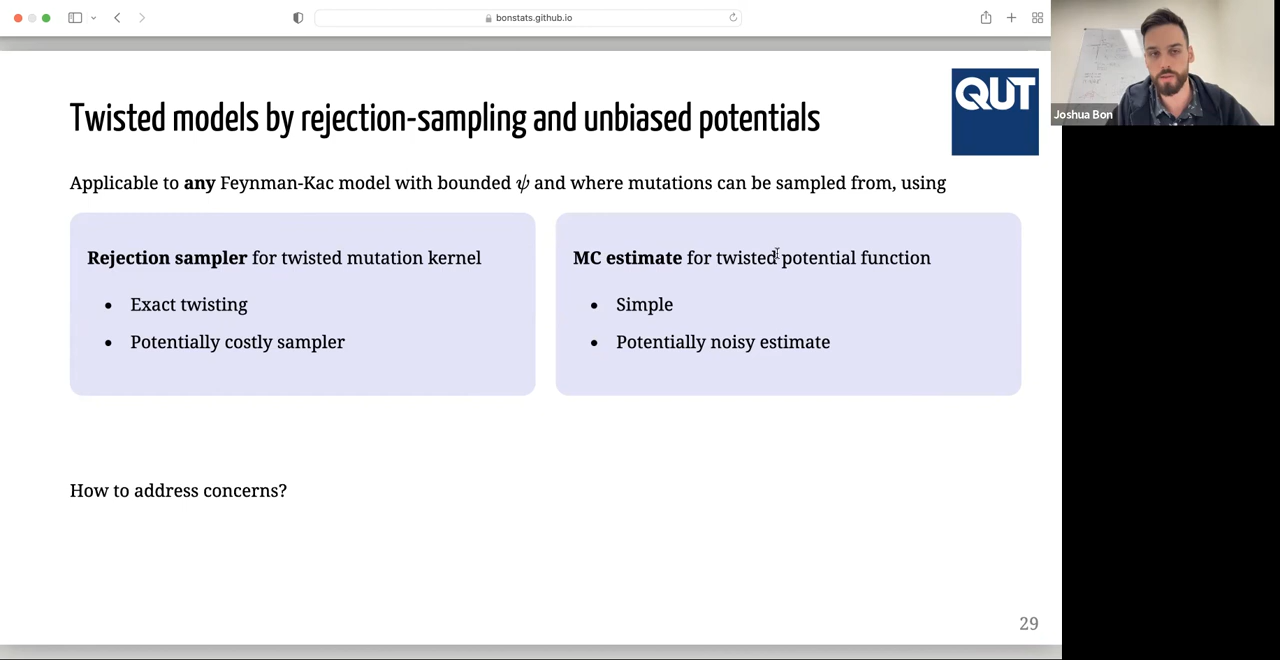 bonstats.github.io
Twisted models by rejection-sampling and unbiased potentials
QUT
Joshua Bon
Applicable to any Feynman-Kac model with bounded ψ and where mutations can be sampled from, using
Rejection sampler for twisted mutation kernel
• Exact twisting
• Potentially costly sampler
MC estimate for twisted potential function
• Simple
• Potentially noisy estimate
How to address concerns?
29